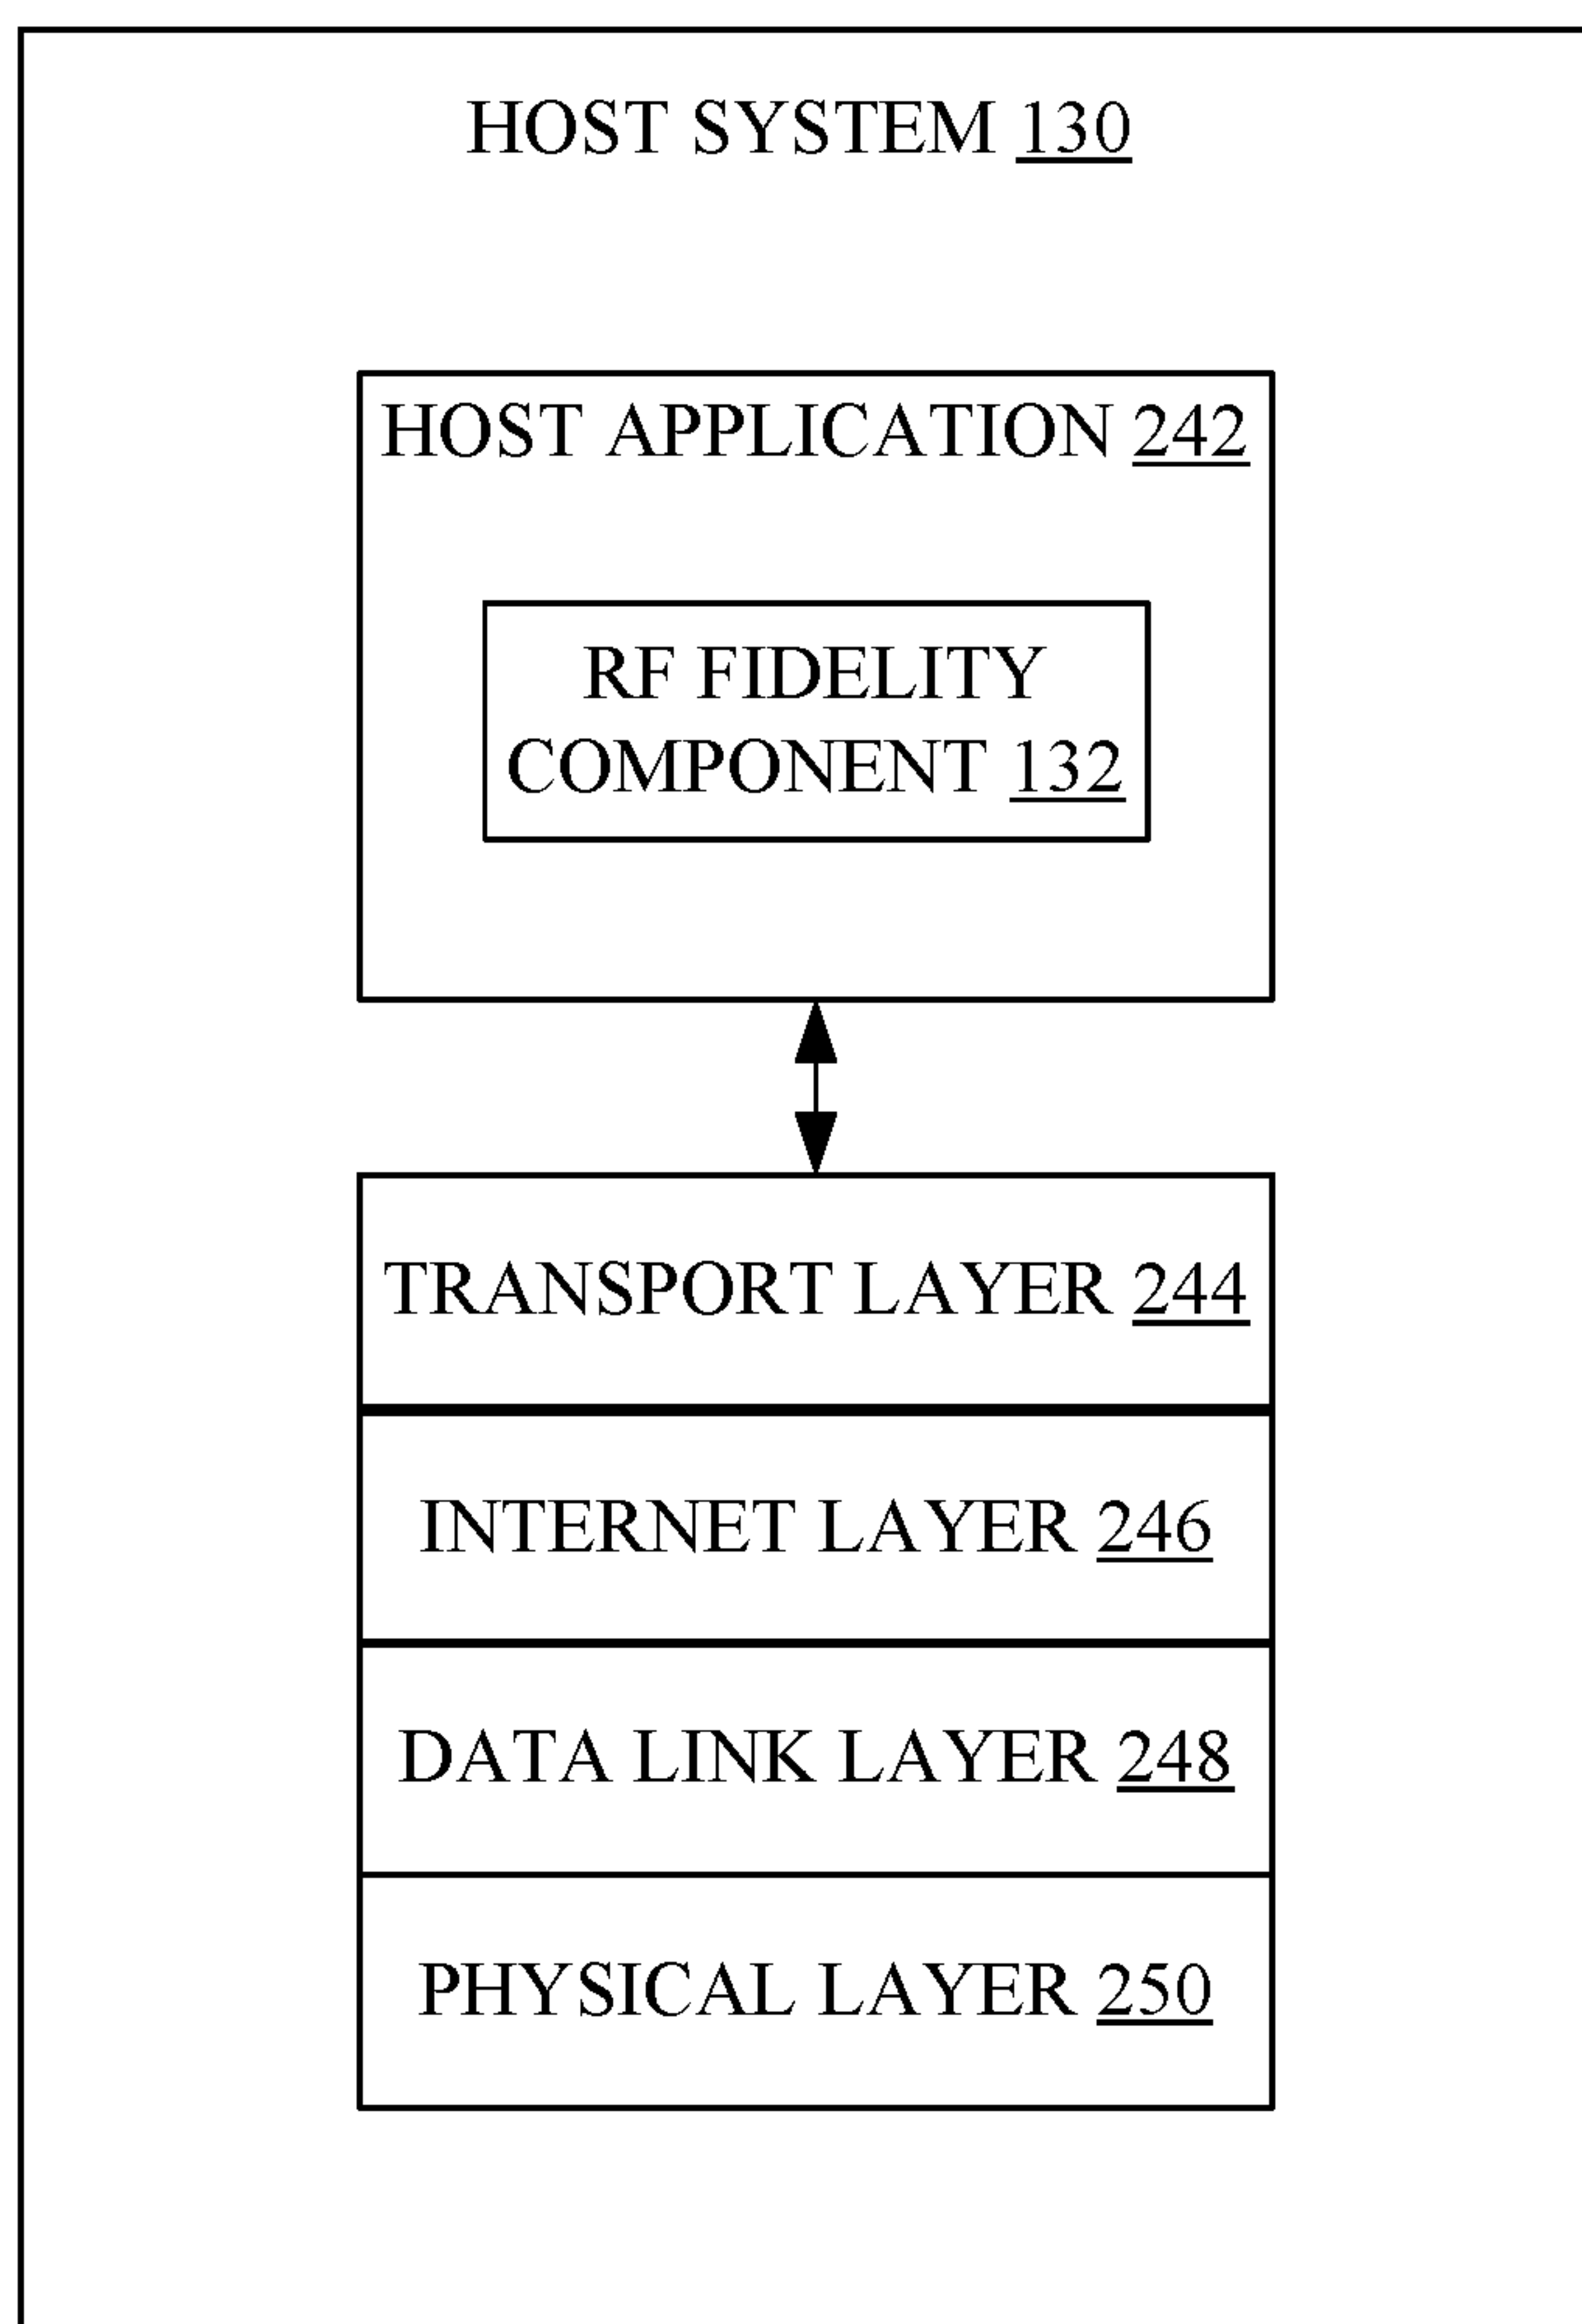 HOST SYSTEM 130
HOST APPLICATION 242
RF FIDELITY
COMPONENT 132
TRANSPORT LAYER 244
INTERNET LAYER 246
DATA LINK LAYER 248
PHYSICAL LAYER 250